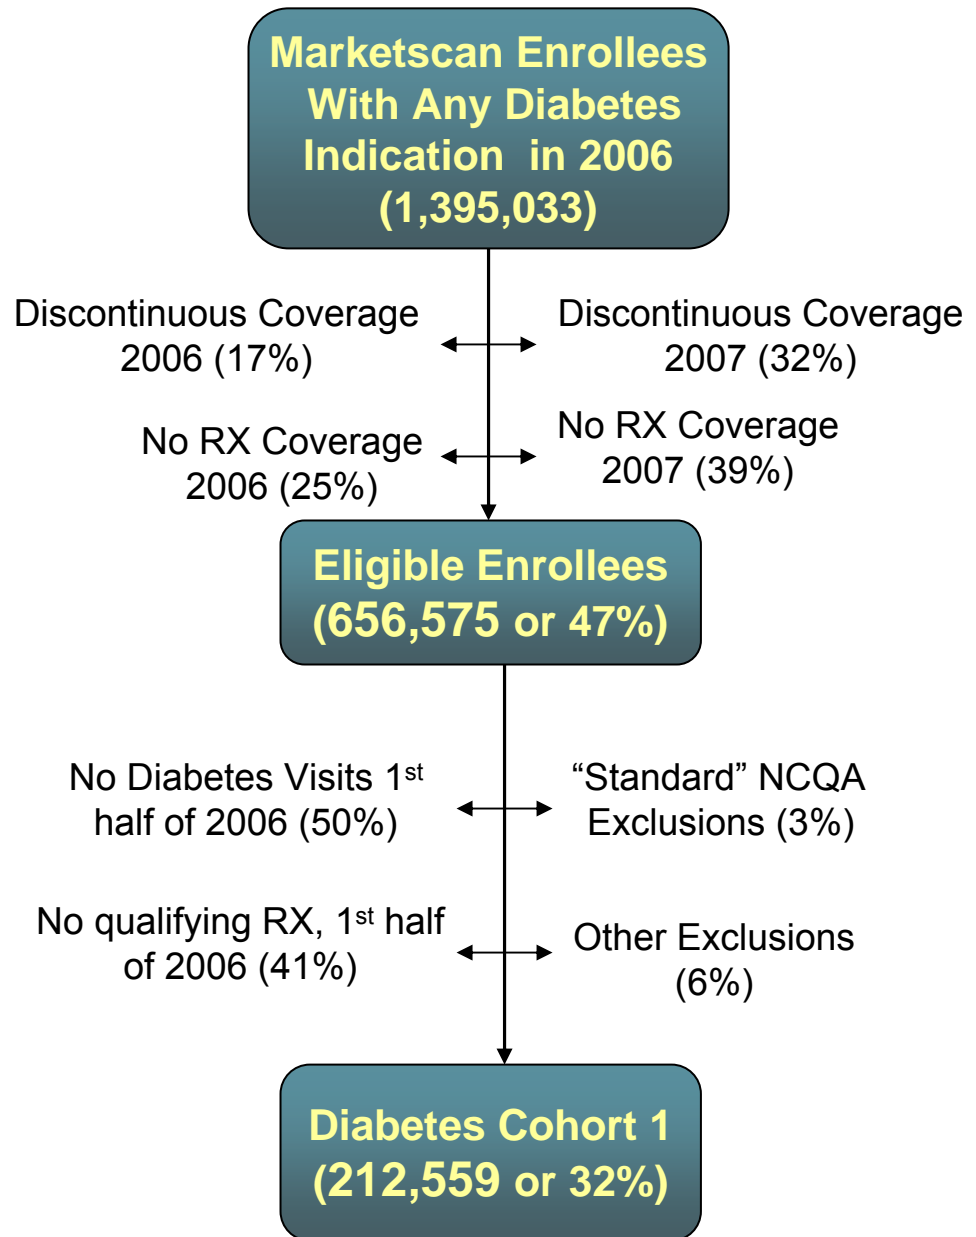 Marketscan Enrollees
With Any Diabetes
Indication in 2006
(1,395,033)
Discontinuous Coverage
2006 (17%)
Discontinuous Coverage
2007 (32%)
No RX Coverage
2006 (25%)
No RX Coverage
2007 (39%)
Eligible Enrollees
(656,575 or 47%)
No Diabetes Visits 1st
half of 2006 (50%)
“Standard” NCQA
Exclusions (3%)
No qualifying RX, 1st half
of 2006 (41%)
Other Exclusions
(6%)
Diabetes Cohort 1
(212,559 or 32%)